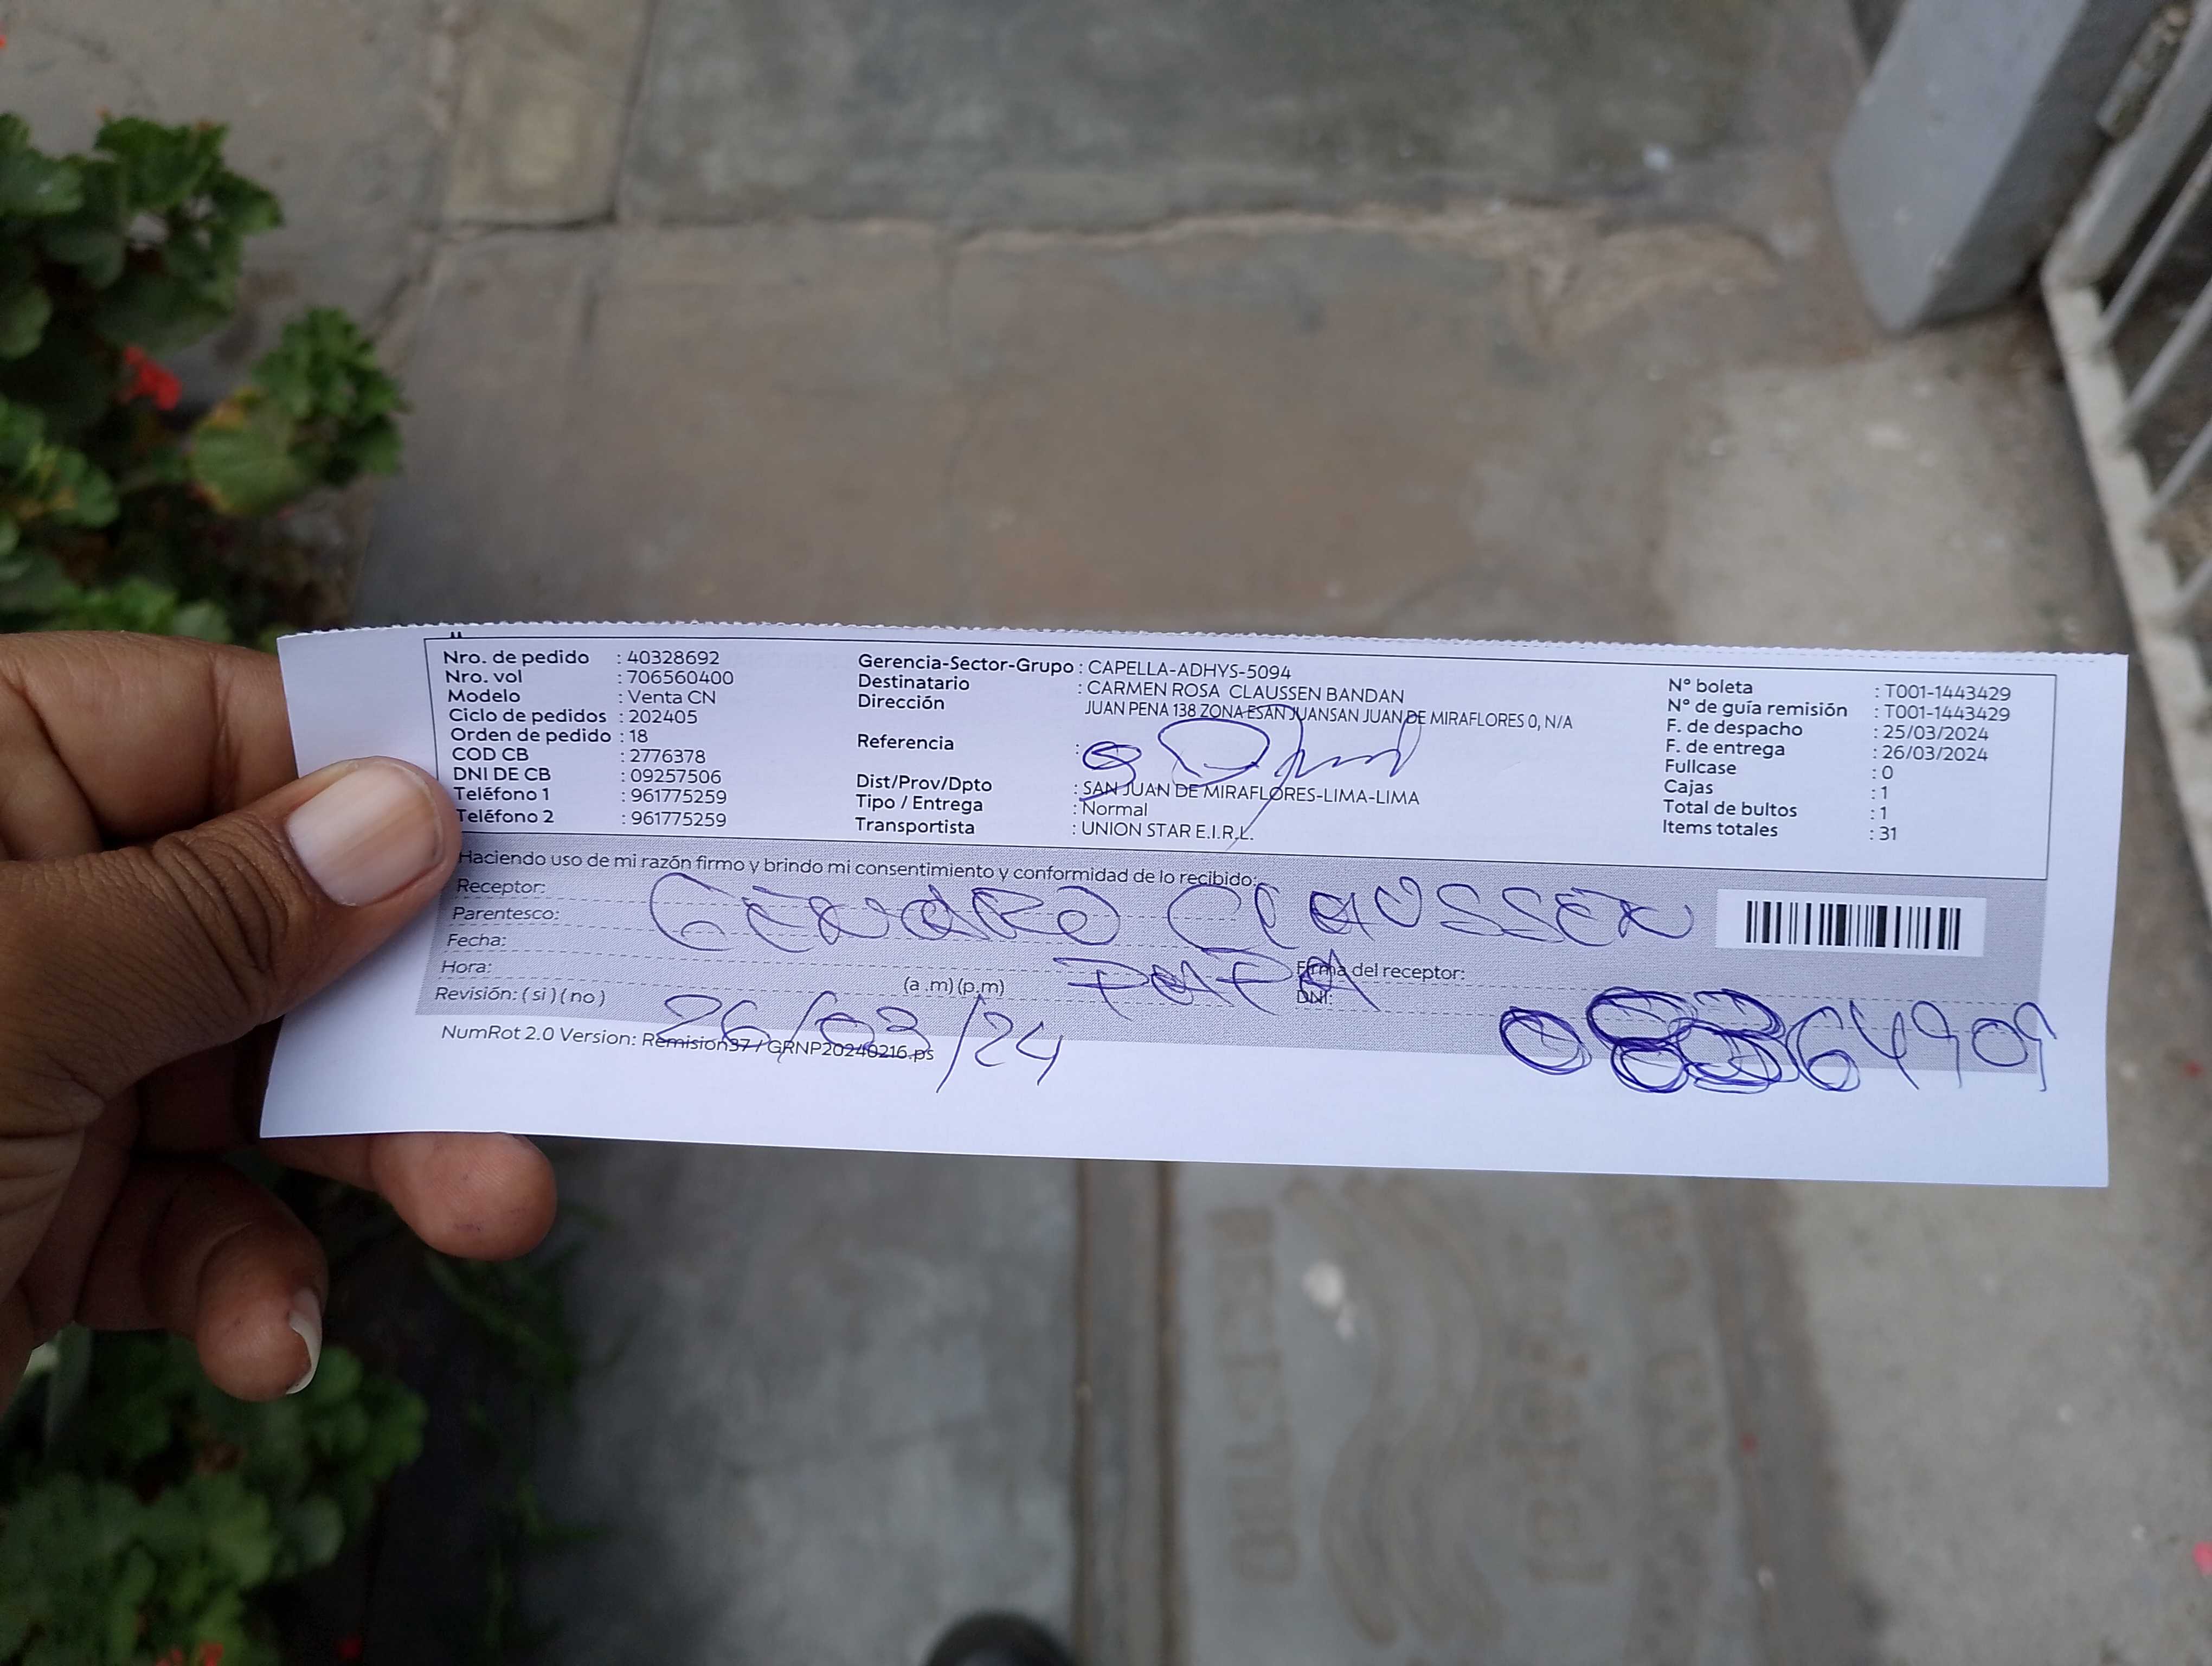 Nro. de pedido : 40328692
Nro. vol : 706560400
Modelo : Venta CN
Ciclo de pedidos : 202405
Orden de pedido : 18
COD CB : 2776378
DNI DE CB : 09257506
Teléfono 1 : 961775259
Teléfono 2 : 961775259
Gerencia-Sector-Grupo : CAPELLA-ADHYS-5094
Destinatario : CARMEN ROSA CLAUSSEN BANDAN
Dirección JUAN PENA 138 ZONA ESAN JUANSAN JUAN DE MIRAFLORES 0, N/A
Referencia :
Dist/Prov/Dpto : SAN JUAN DE MIRAFLORES-LIMA-LIMA
Tipo / Entrega : Normal
Transportista : UNION STAR E.I.R.L.
N° boleta : T001-1443429
N° de guía remisión : T001-1443429
F. de despacho : 25/03/2024
F. de entrega : 26/03/2024
Fullcase : 0
Cajas : 1
Total de bultos : 1
Items totales : 31
Haciendo uso de mi razón firmo y brindo mi consentimiento y conformidad de lo recibido:
Receptor: GENARO CLAUSSEN
Parentesco: PAPA
Fecha: 26/03/24
Hora: (a .m) (p.m)
Revisión: ( si ) ( no )
Firma del receptor:
DNI:
NumRot 2.0 Version: Remision37 / GRNP20240216.ps